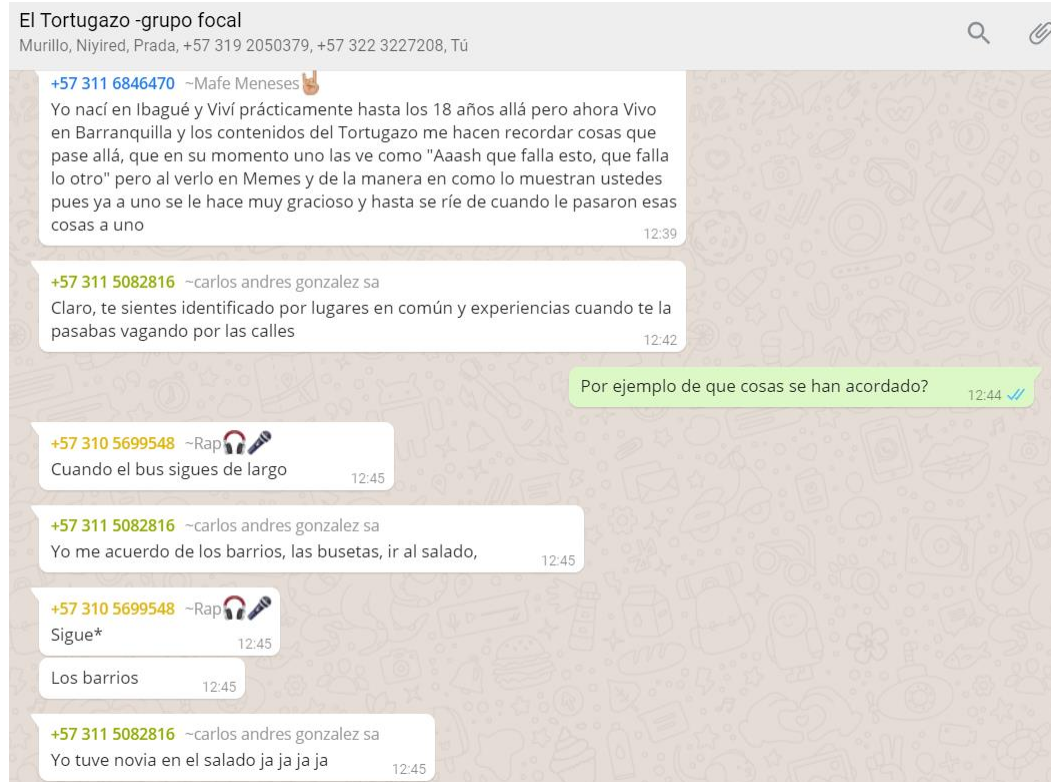 El Tortugazo -grupo focal
Murillo, Niyired, Prada, +57 319 2050379, +57 322 3227208, Tú
+57 311 6846470 ~Mafe Meneses🤘🏼
Yo nací en Ibagué y Viví prácticamente hasta los 18 años allá pero ahora Vivo
en Barranquilla y los contenidos del Tortugazo me hacen recordar cosas que
pase allá, que en su momento uno las ve como "Aaash que falla esto, que falla
lo otro" pero al verlo en Memes y de la manera en como lo muestran ustedes
pues ya a uno se le hace muy gracioso y hasta se ríe de cuando le pasaron esas
cosas a uno
12:39
+57 311 5082816 ~carlos andres gonzalez sa
Claro, te sientes identificado por lugares en común y experiencias cuando te la
pasabas vagando por las calles
12:42
Por ejemplo de que cosas se han acordado?
12:44
+57 310 5699548 ~Rap🎧🎤
Cuando el bus sigues de largo
12:45
+57 311 5082816 ~carlos andres gonzalez sa
Yo me acuerdo de los barrios, las busetas, ir al salado,
12:45
+57 310 5699548 ~Rap🎧🎤
Sigue*
12:45
Los barrios
12:45
+57 311 5082816 ~carlos andres gonzalez sa
Yo tuve novia en el salado ja ja ja ja
12:45